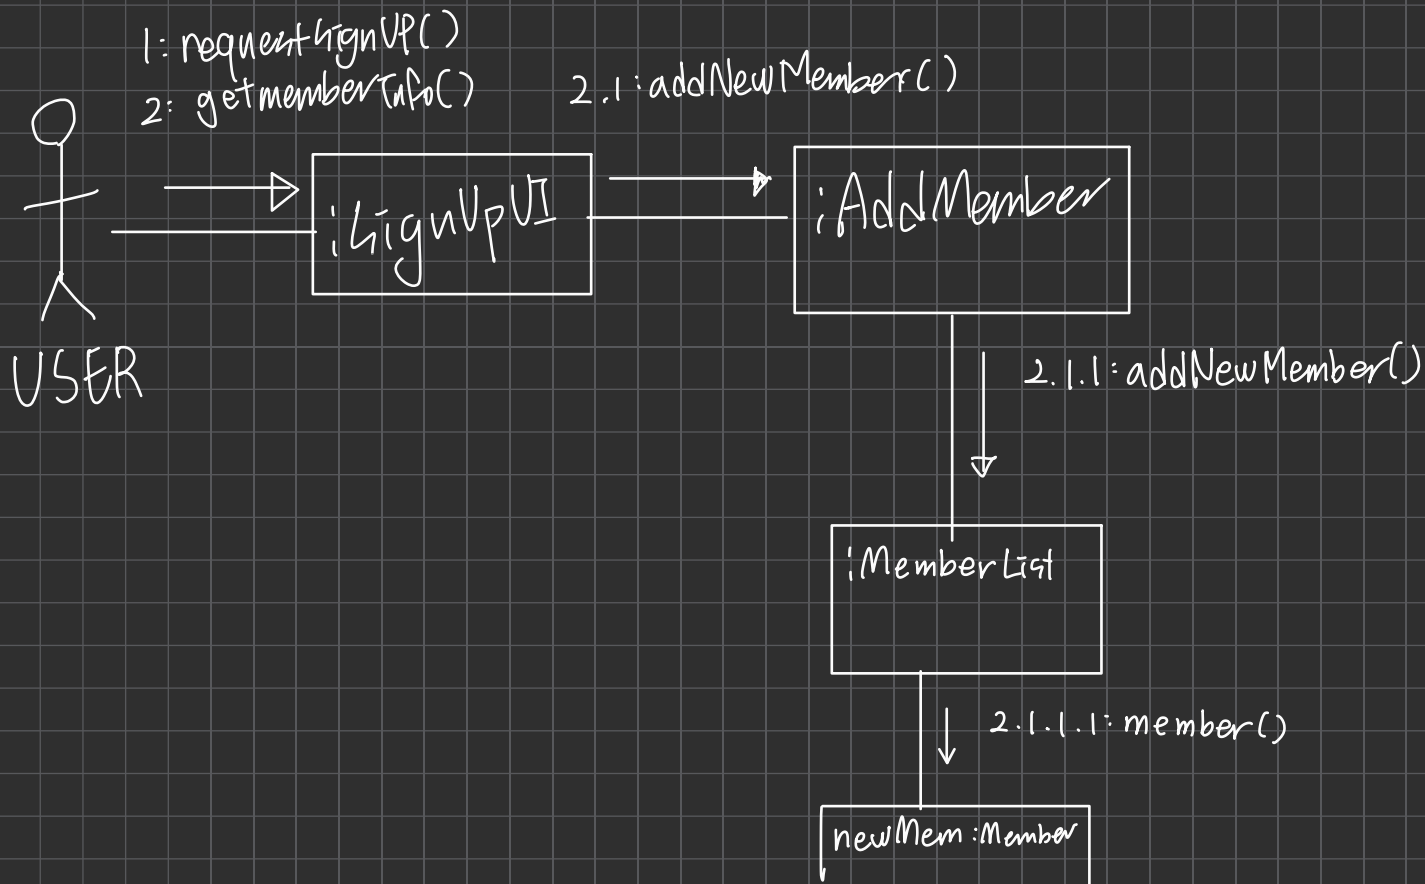 1: requestSignUP()
2: getmemberInfo()
2.1: addNewMember()
:SignUpUI
:AddMember
USER
2.1.1: addNewMember()
:MemberList
2.1.1.1: member()
newMem:Member